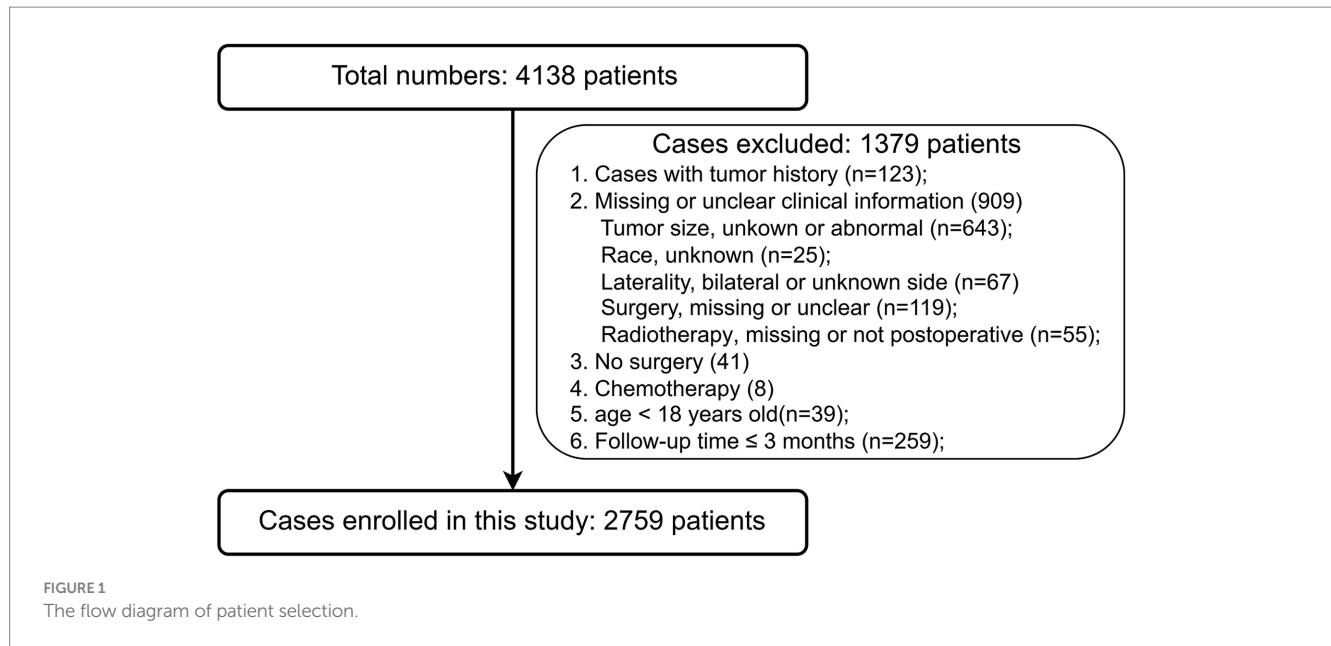 Total numbers: 4138 patients
Cases excluded: 1379 patients
1. Cases with tumor history (n=123);
2. Missing or unclear clinical information (909)
Tumor size, unkown or abnormal (n=643);
Race, unknown (n=25);
Laterality, bilateral or unknown side (n=67)
Surgery, missing or unclear (n=119);
Radiotherapy, missing or not postoperative (n=55);
3. No surgery (41)
4. Chemotherapy (8)
5. age < 18 years old(n=39);
6. Follow-up time ≤ 3 months (n=259);
Cases enrolled in this study: 2759 patients
FIGURE 1
The flow diagram of patient selection.